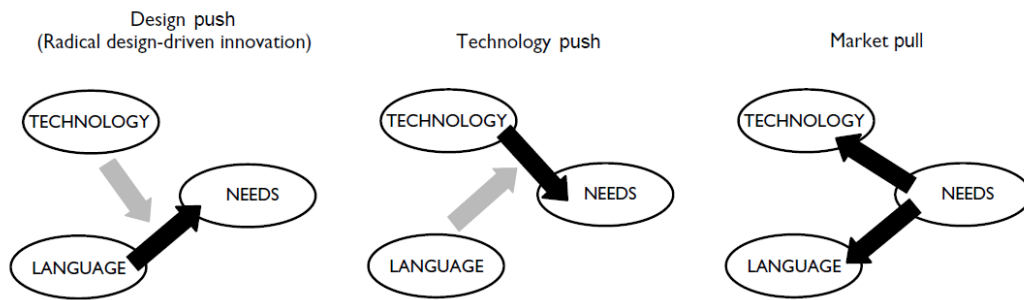 Design push
(Radical design-driven innovation)
TECHNOLOGY
NEEDS
LANGUAGE
Technology push
TECHNOLOGY
NEEDS
LANGUAGE
Market pull
TECHNOLOGY
NEEDS
LANGUAGE